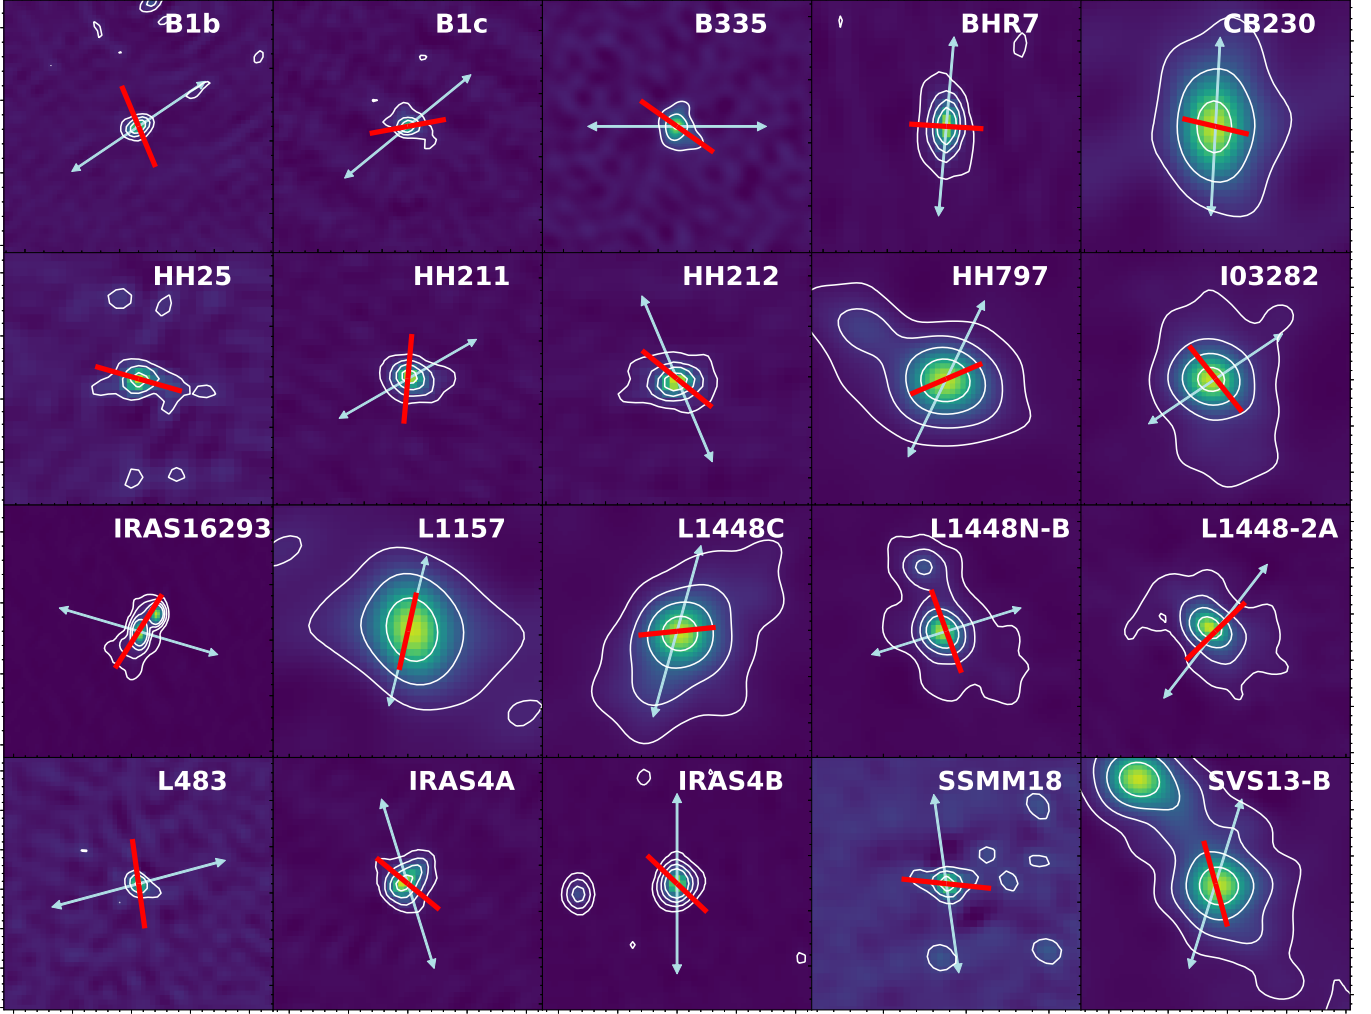 B1b
B1c
B335
BHR7
CB230
HH25
HH211
HH212
HH797
I03282
IRAS16293
L1157
L1448C
L1448N-B
L1448-2A
L483
IRAS4A
IRAS4B
SSMM18
SVS13-B